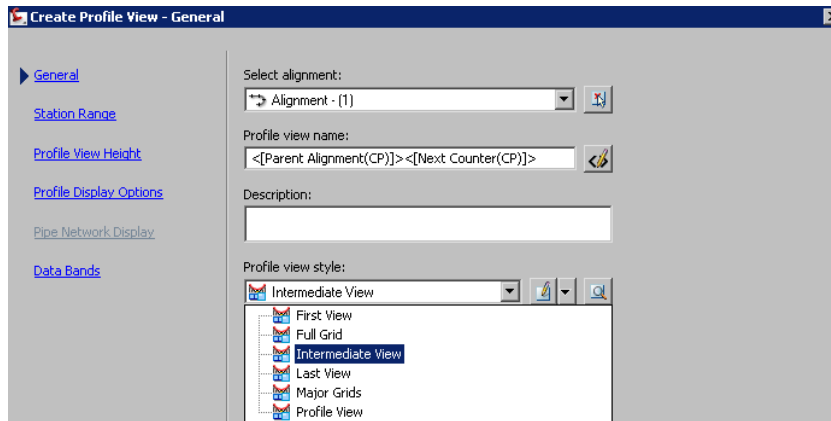 Create Profile View - General
General
Station Range
Profile View Height
Profile Display Options
Pipe Network Display
Data Bands
Select alignment:
Alignment - (1)
Profile view name:
<[Parent Alignment(CP)]><[Next Counter(CP)]>
Description:
Profile view style:
Intermediate View
First View
Full Grid
Intermediate View
Last View
Major Grids
Profile View